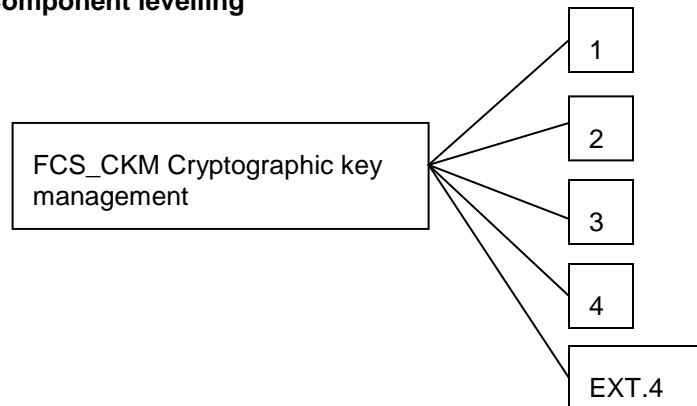 omponent levelling
1
2
FCS_CKM Cryptographic key
management
3
4
EXT.4